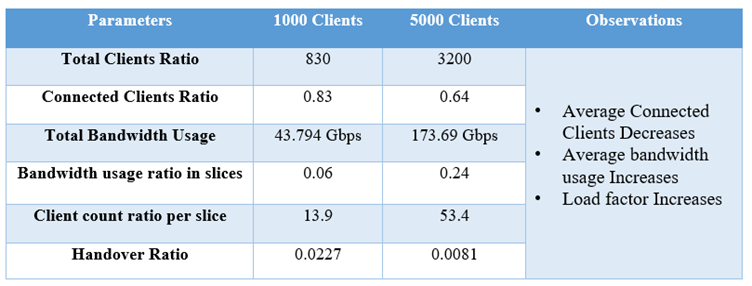 Parameters 1000 Clients 5000 Clients Observations
Total Clients Ratio 830 3200
Connected Clients Ratio 0.83 0.64
Total Bandwidth Usage 43.794 Gbps 173.69 Gbps
Bandwidth usage ratio in slices 0.06 0.24
Client count ratio per slice 13.9 53.4
Handover Ratio 0.0227 0.0081
• Average Connected
Clients Decreases
• Average bandwidth
usage Increases
• Load factor Increases